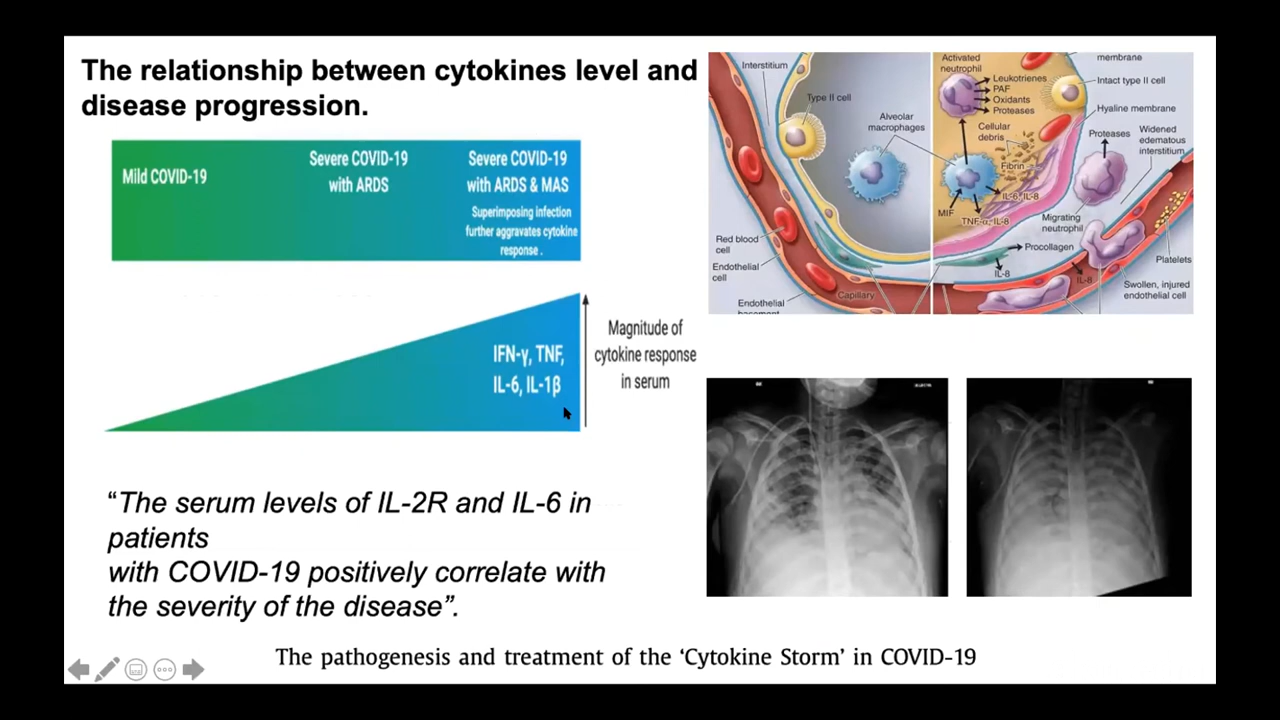 The relationship between cytokines level and
disease progression.
Mild COVID-19
Severe COVID-19
with ARDS
Severe COVID-19
with ARDS & MAS
Superimposing infection
further aggravates cytokine
response .
IFN-γ, TNF,
IL-6, IL-1β
Magnitude of
cytokine response
in serum
“The serum levels of IL-2R and IL-6 in
patients
with COVID-19 positively correlate with
the severity of the disease”.
Interstitium
Type II cell
Alveolar
macrophages
Red blood
cell
Endothelial
cell
Endothelial
Capillary
Activated
neutrophil
Leukotrienes
PAF
Oxidants
Proteases
Cellular
debris
Fibrin
IL-6, IL-8
MIF
TNF-α, IL-8
Procollagen
IL-8
IL-8
Migrating
neutrophil
Proteases
membrane
Intact type II cell
Hyaline membrane
Widened
edematous
interstitium
Platelets
Swollen, injured
endothelial cell
The pathogenesis and treatment of the ‘Cytokine Storm’ in COVID-19